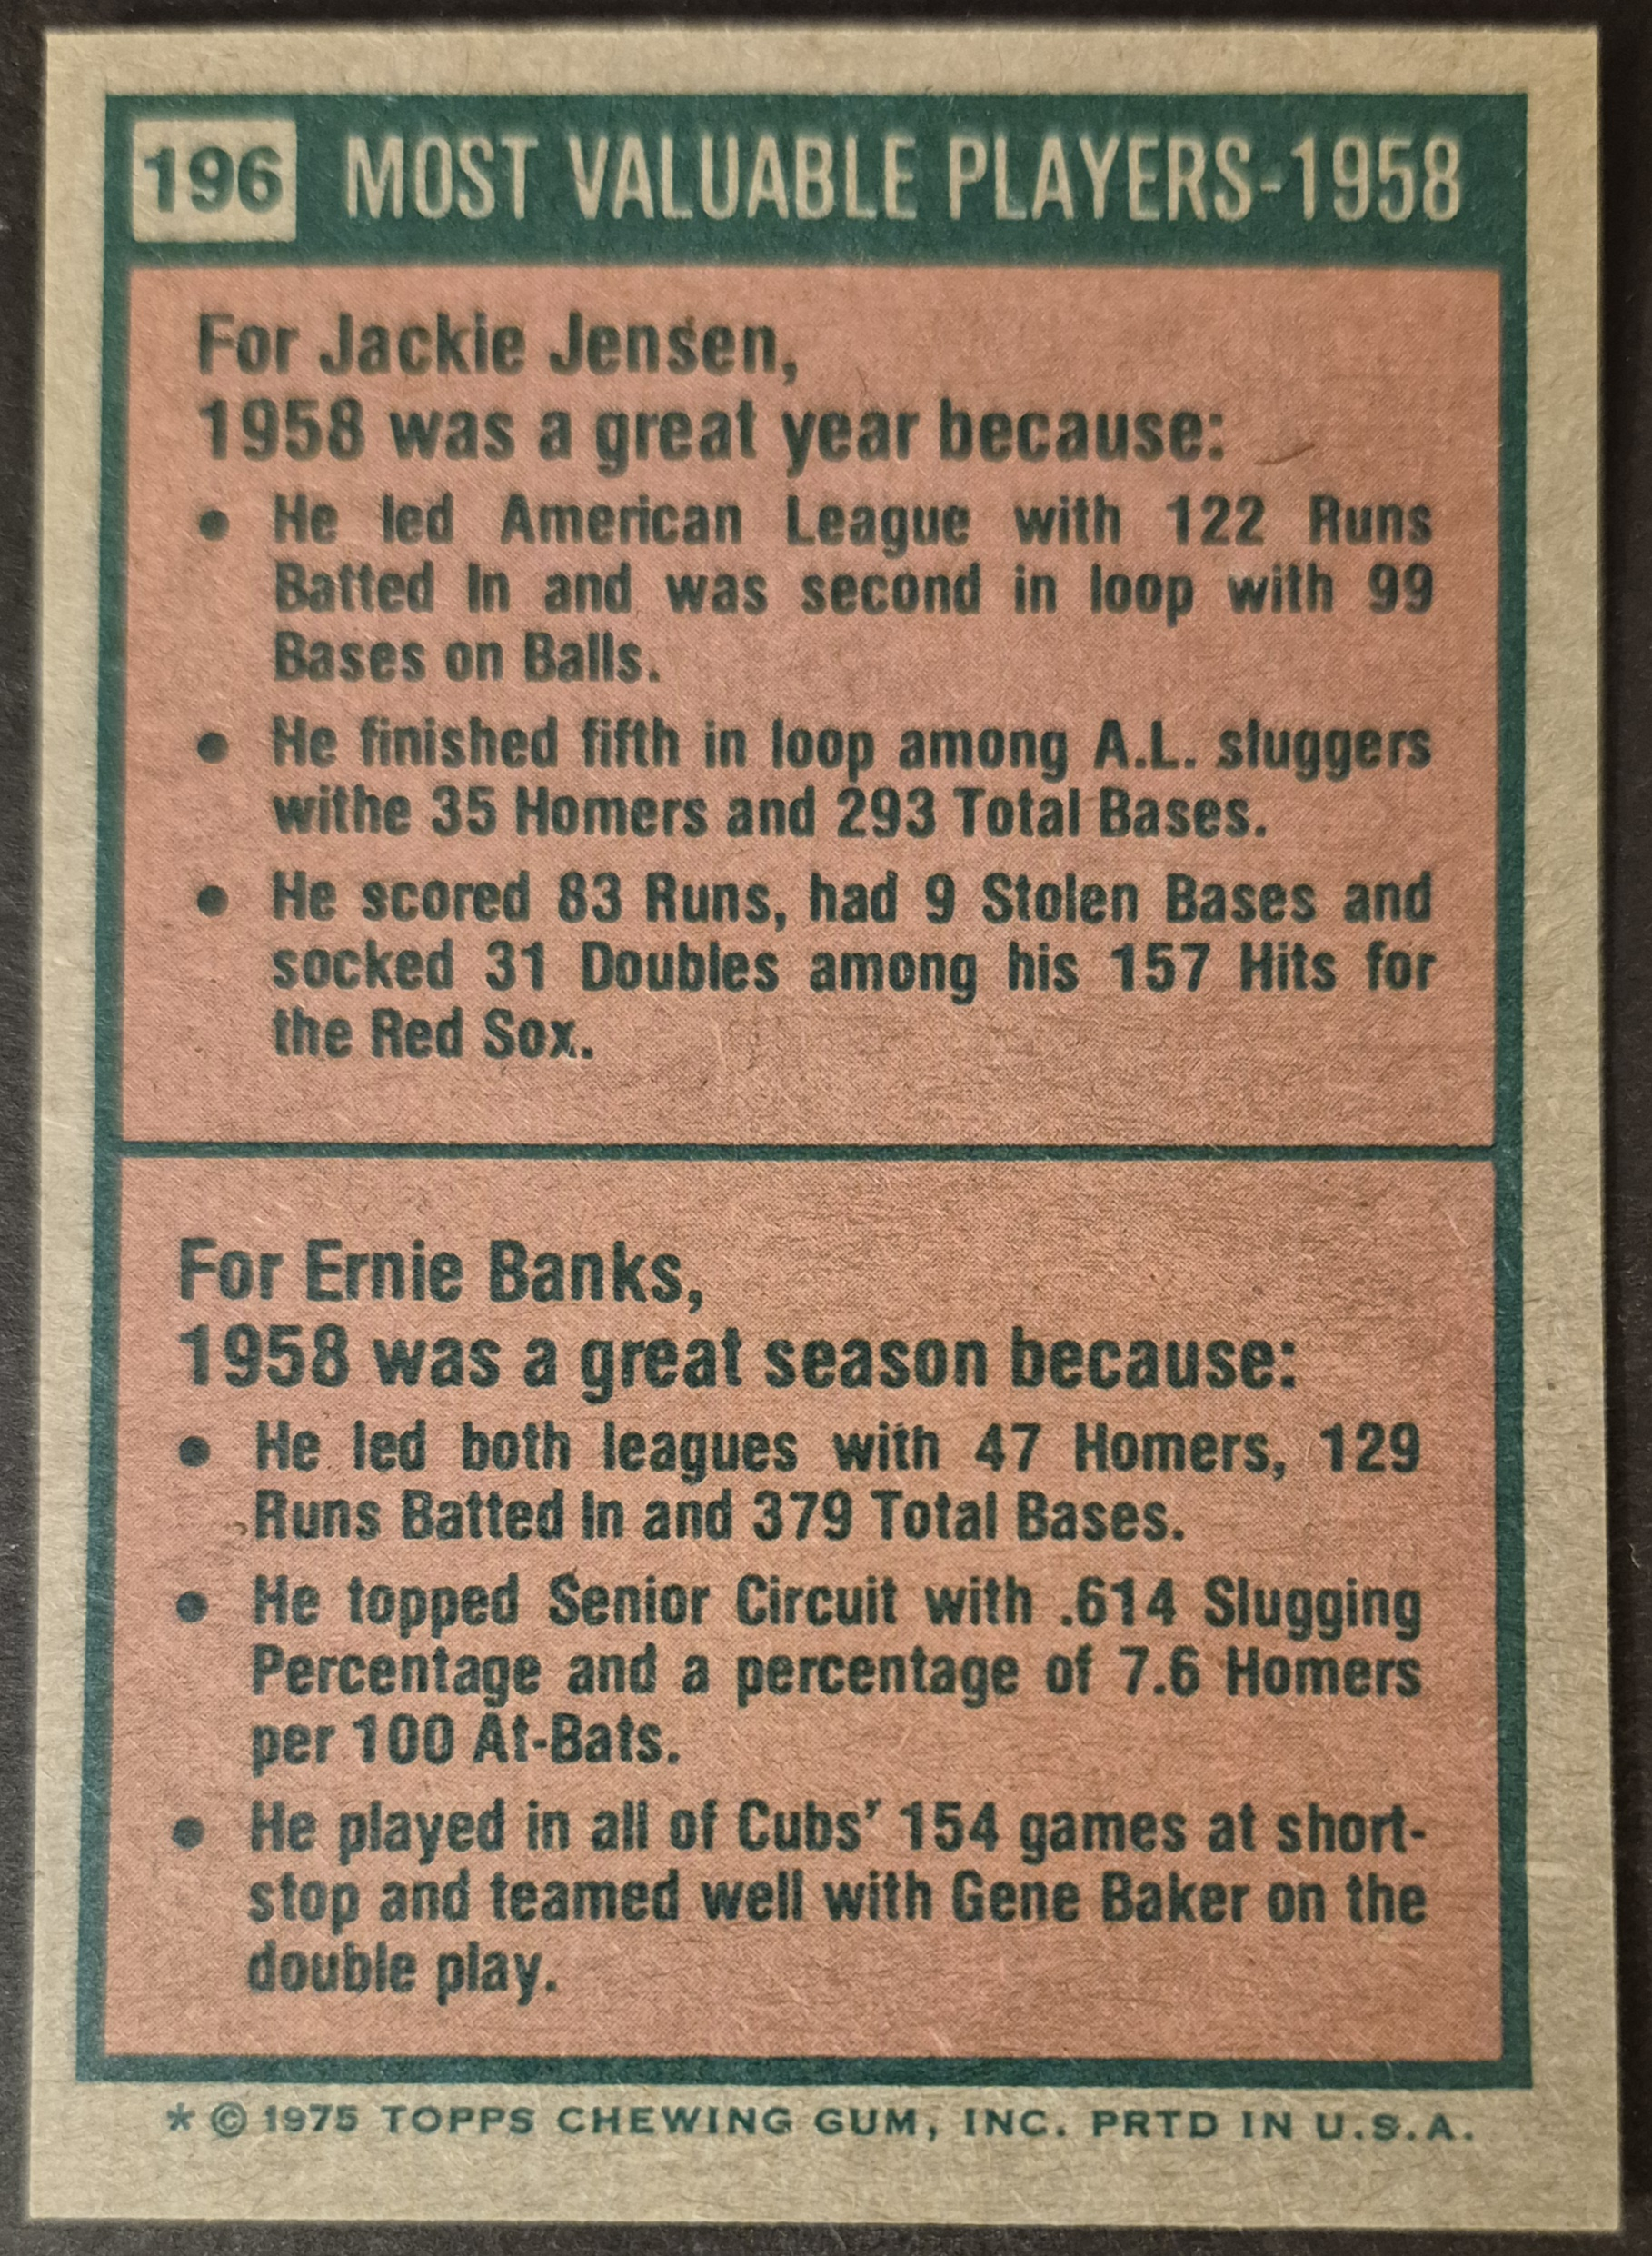 196 MOST VALUABLE PLAYERS-1958
For Jackie Jensen,
1958 was a great year because:
• He led American League with 122 Runs
Batted In and was second in loop with 99
Bases on Balls.
• He finished fifth in loop among A.L. sluggers
withe 35 Homers and 293 Total Bases.
• He scored 83 Runs, had 9 Stolen Bases and
socked 31 Doubles among his 157 Hits for
the Red Sox.
For Ernie Banks,
1958 was a great season because:
• He led both leagues with 47 Homers, 129
Runs Batted In and 379 Total Bases.
• He topped Senior Circuit with .614 Slugging
Percentage and a percentage of 7.6 Homers
per 100 At-Bats.
• He played in all of Cubs' 154 games at short-
stop and teamed well with Gene Baker on the
double play.
* © 1975 TOPPS CHEWING GUM, INC. PRTD IN U.S.A.